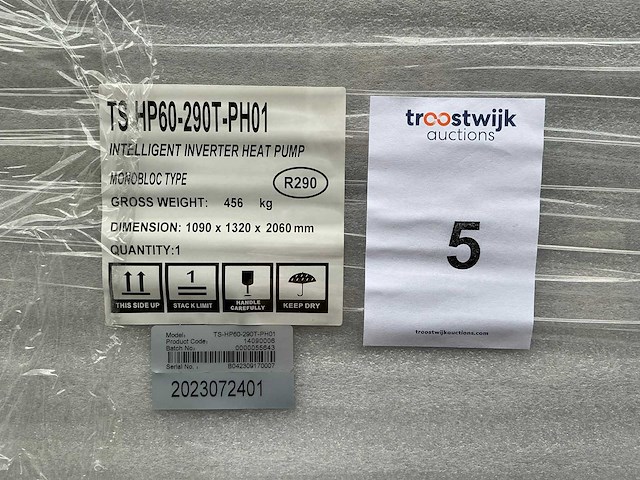 TS-HP60-290T-PH01
INTELLIGENT INVERTER HEAT PUMP
MONOBLOC TYPE
R290
GROSS WEIGHT: 456 kg
DIMENSION: 1090 x 1320 x 2060 mm
QUANTITY:1
THIS SIDE UP
1
STACK LIMIT
HANDLE
CAREFULLY
KEEP DRY
Model: TS-HP60-290T-PH01
Product Code: 14090006
Batch No: 0000055643
Serial No.: B042309170007
2023072401
troostwijk
auctions
5
troostwijkauctions.com